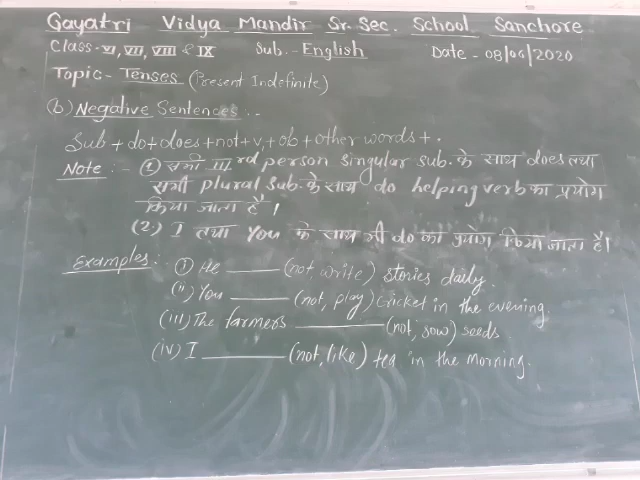 Gayatri Vidya Mandir Sr. Sec. School Sanchore
Class-VI, VII, VIII & IX Sub.- English Date - 08/06/2020
Topic- Tenses (Present Indefinite)
(b) Negative Sentences:-
Sub+do+does+not+v1+ob+other words+.
Note :- (1) सभी III rd person singular sub. के साथ does तथा
सभी plural Sub. के साथ do helping verb का प्रयोग
किया जाता है।
(2) I तथा You के साथ भी do का प्रयोग किया जाता है।
Examples:- (i) He ______ (not, write) stories daily.
(ii) You ______ (not, play) Cricket in the evening.
(iii) The farmers ______ (not, sow) seeds.
(iv) I ______ (not, like) tea in the morning.